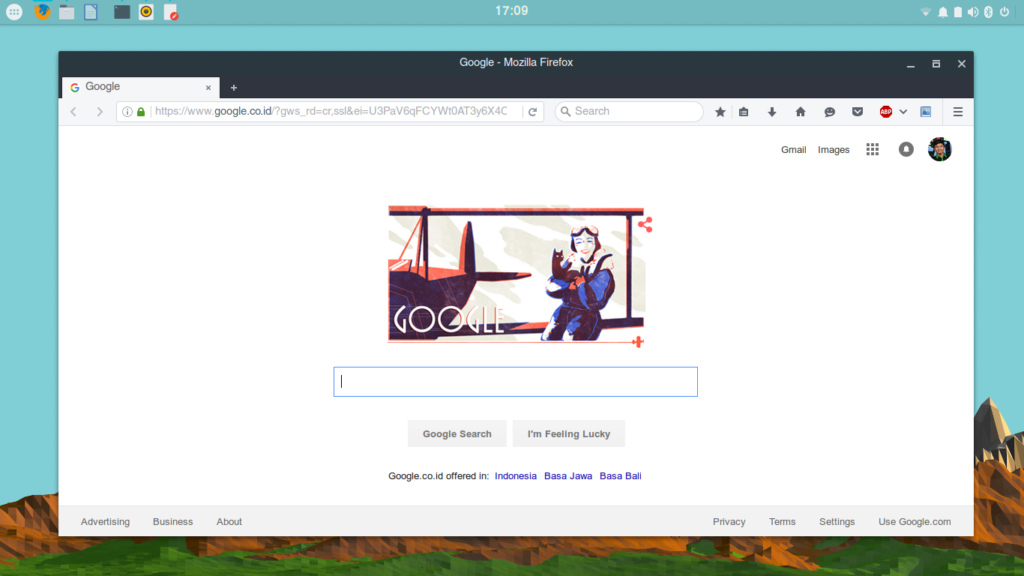 17:09
Google - Mozilla Firefox
Google
https://www.google.co.id/?gws_rd=cr,ssl&ei=U3PaV6qFCYWt0AT3y6X4C
Search
ABP
Gmail Images
GOOGLE
Google Search I'm Feeling Lucky
Google.co.id offered in: Indonesia Basa Jawa Basa Bali
Advertising Business About Privacy Terms Settings Use Google.com